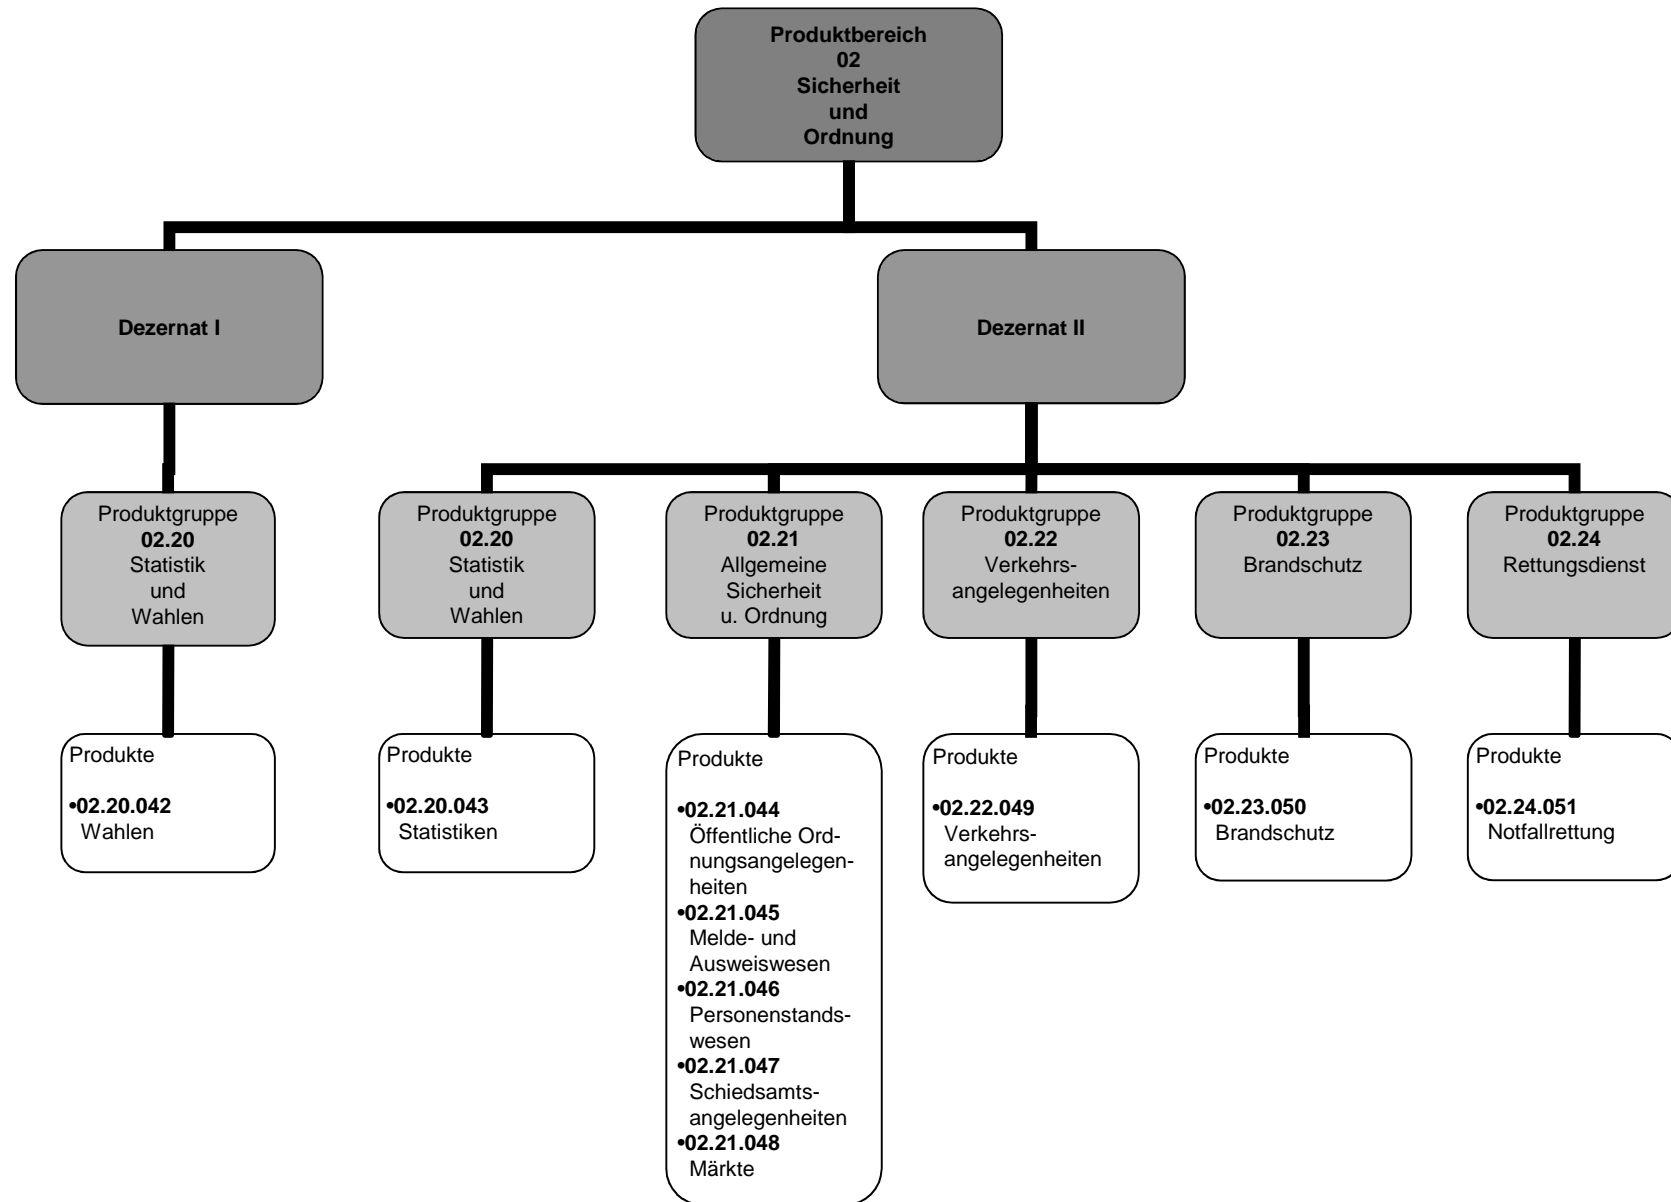 Produktbereich
02
Sicherheit
und
Ordnung
Dezernat I
Dezernat II
Produktgruppe
02.20
Statistik
und
Wahlen
Produktgruppe
02.20
Statistik
und
Wahlen
Produktgruppe
02.21
Allgemeine
Sicherheit
u. Ordnung
Produktgruppe
02.22
Verkehrs-
angelegenheiten
Produktgruppe
02.23
Brandschutz
Produktgruppe
02.24
Rettungsdienst
Produkte
•02.20.042
Wahlen
Produkte
•02.20.043
Statistiken
Produkte
•02.21.044
Öffentliche Ord-
nungsangelegen-
heiten
•02.21.045
Melde- und
Ausweiswesen
•02.21.046
Personenstands-
wesen
•02.21.047
Schiedsamts-
angelegenheiten
•02.21.048
Märkte
Produkte
•02.22.049
Verkehrs-
angelegenheiten
Produkte
•02.23.050
Brandschutz
Produkte
•02.24.051
Notfallrettung